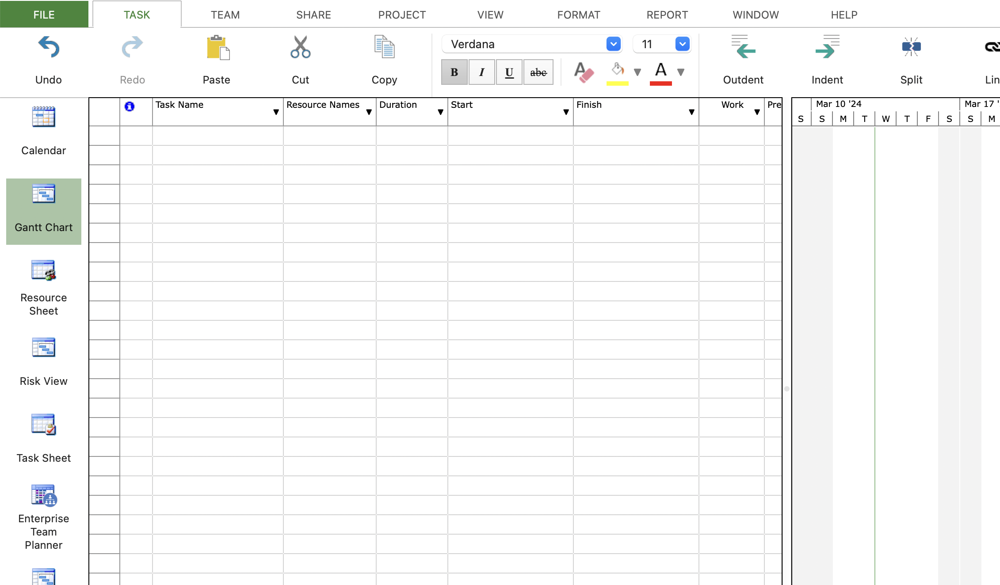 FILE TASK TEAM SHARE PROJECT VIEW FORMAT REPORT WINDOW HELP
Verdana 11
B I U abc A A
Undo Redo Paste Cut Copy Outdent Indent Split Lin
Task Name Resource Names Duration Start Finish Work Pre
Mar 10 '24 Mar 17 '
S S M T W T F S S M
Calendar
Gantt Chart
Resource
Sheet
Risk View
Task Sheet
Enterprise
Team
Planner